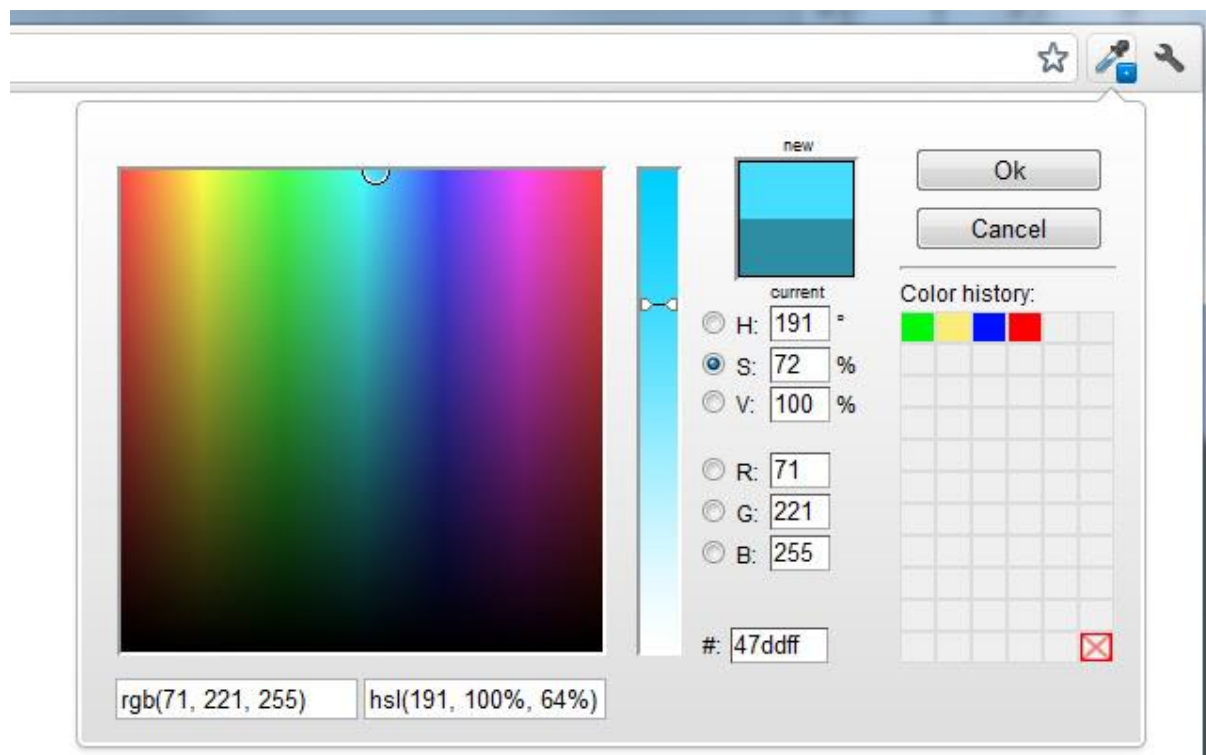 new
Ok
Cancel
current
Color history:
H: 191 °
S: 72 %
V: 100 %
R: 71
G: 221
B: 255
#: 47ddff
rgb(71, 221, 255)
hsl(191, 100%, 64%)